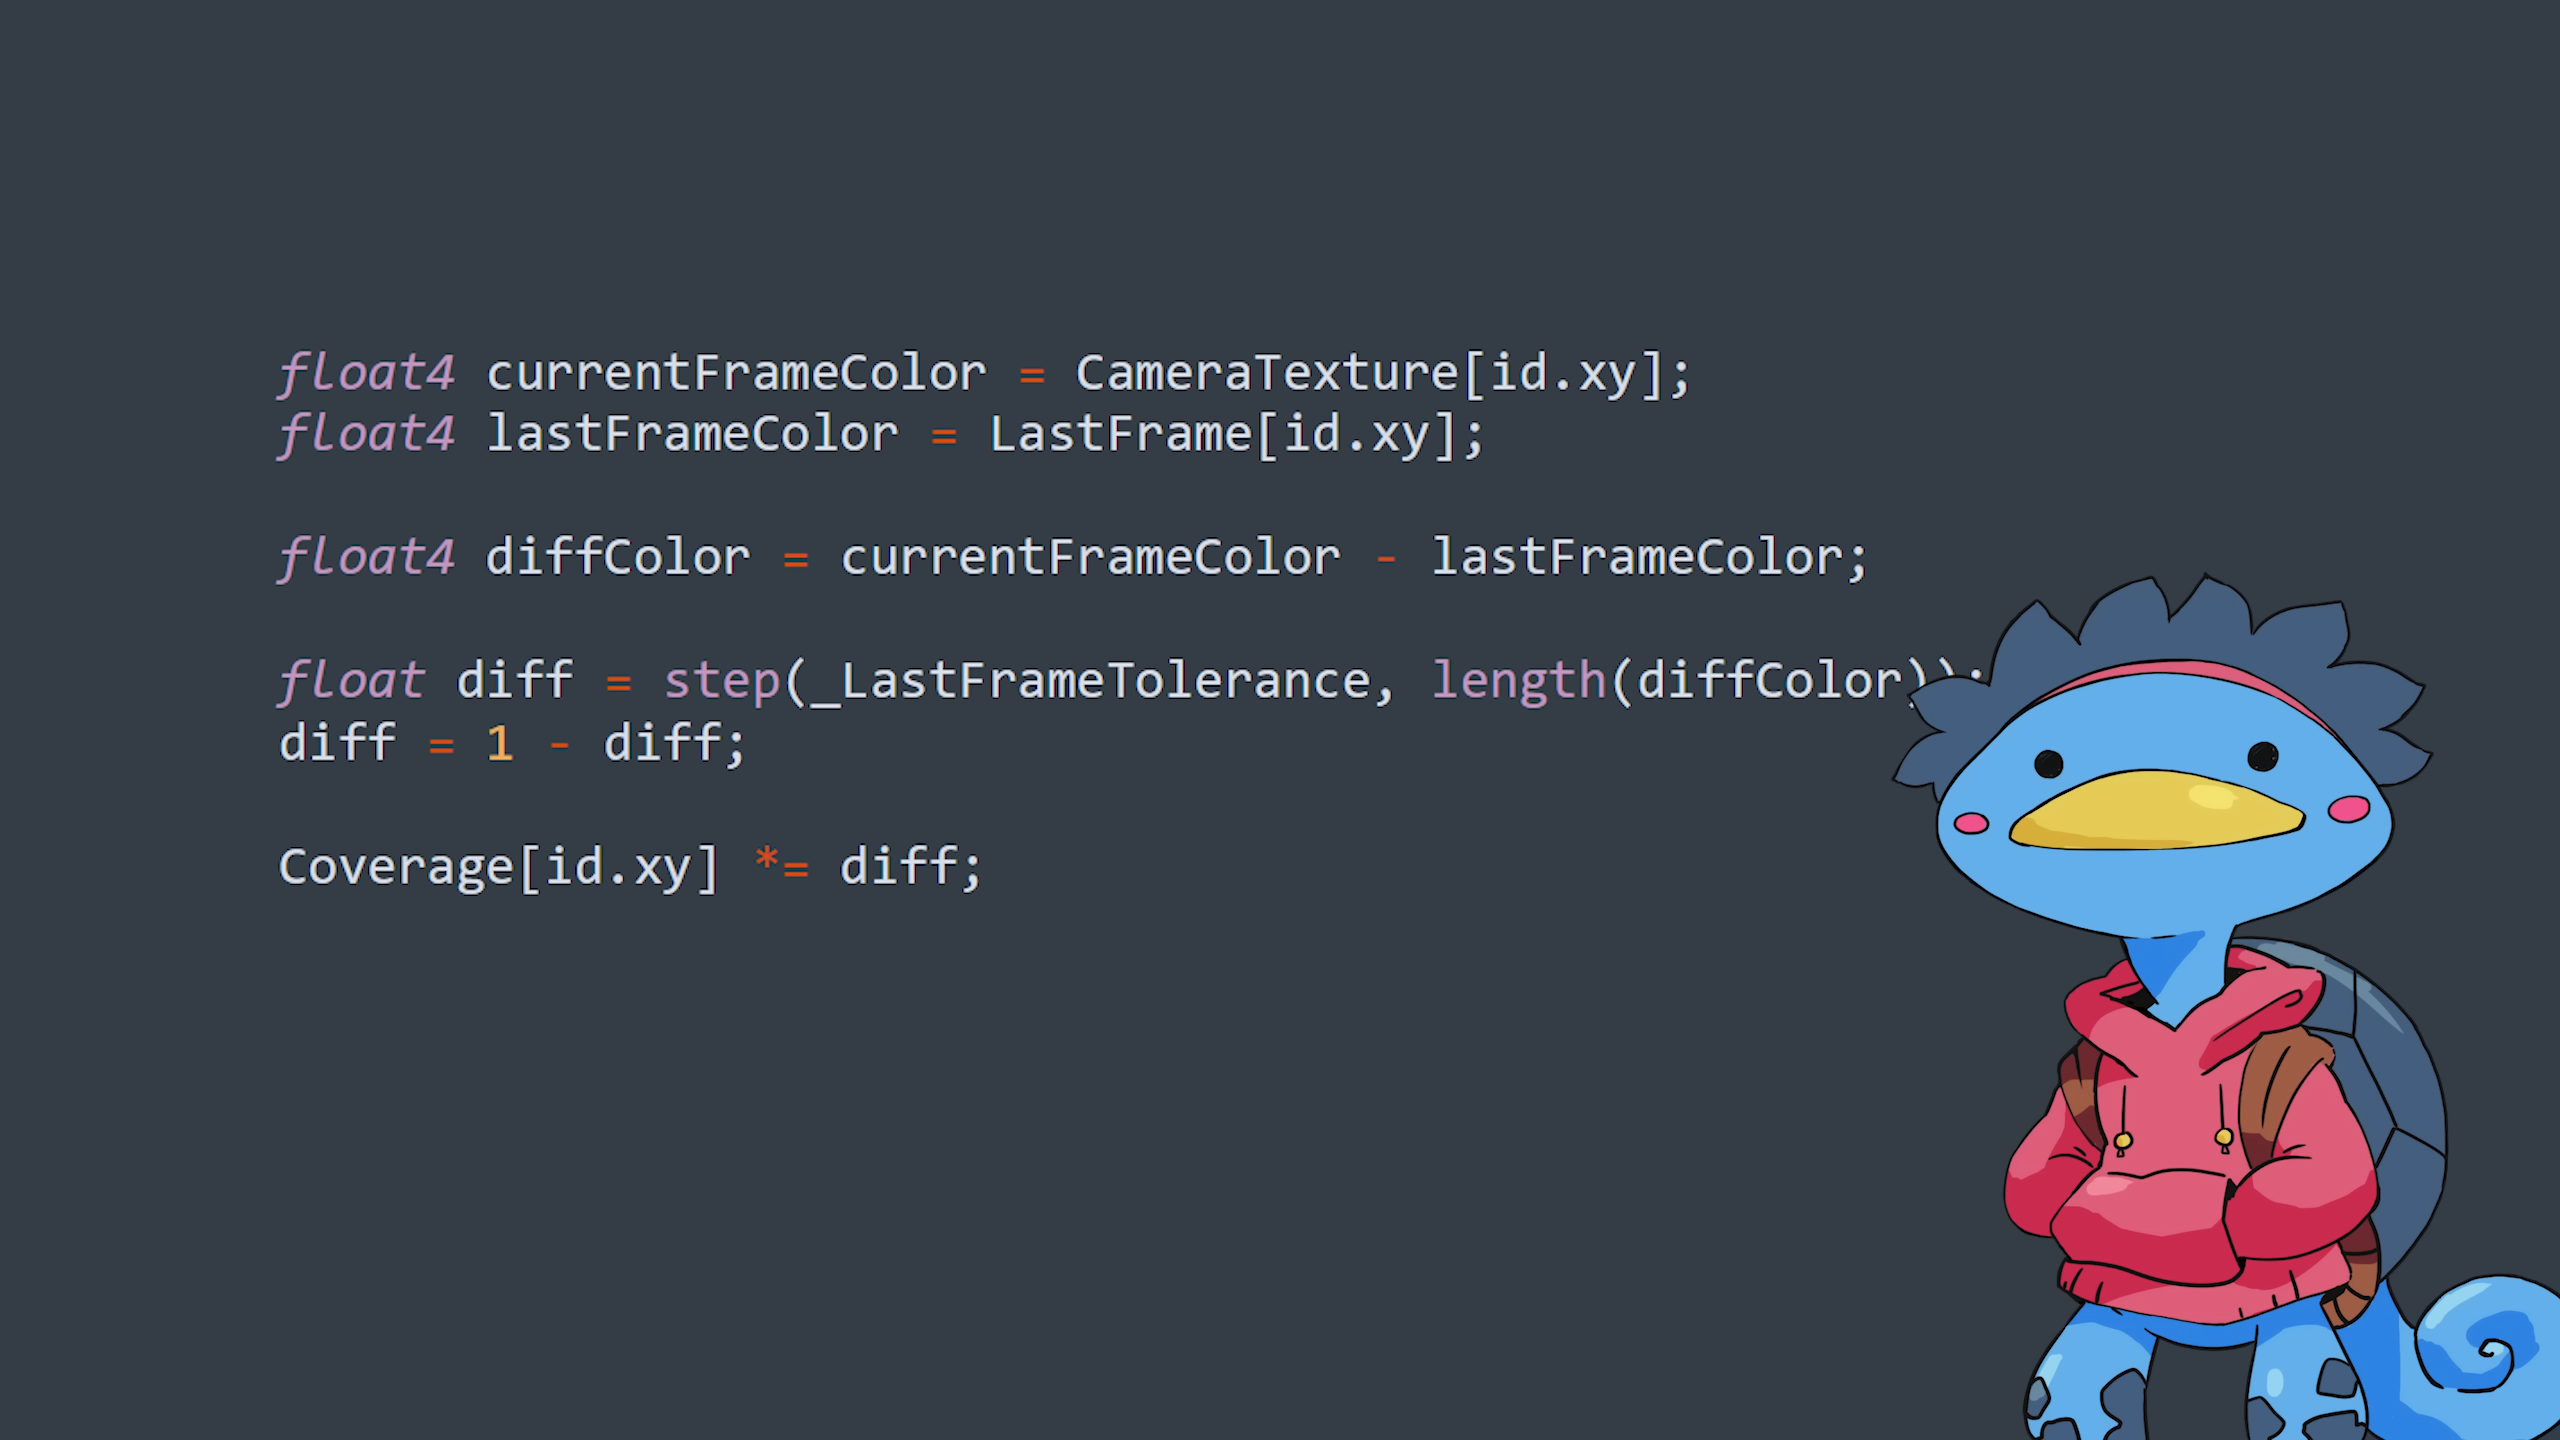 float4 currentFrameColor = CameraTexture[id.xy];
float4 lastFrameColor = LastFrame[id.xy];
float4 diffColor = currentFrameColor - lastFrameColor;
float diff = step(_LastFrameTolerance, length(diffColor));
diff = 1 - diff;
Coverage[id.xy] *= diff;